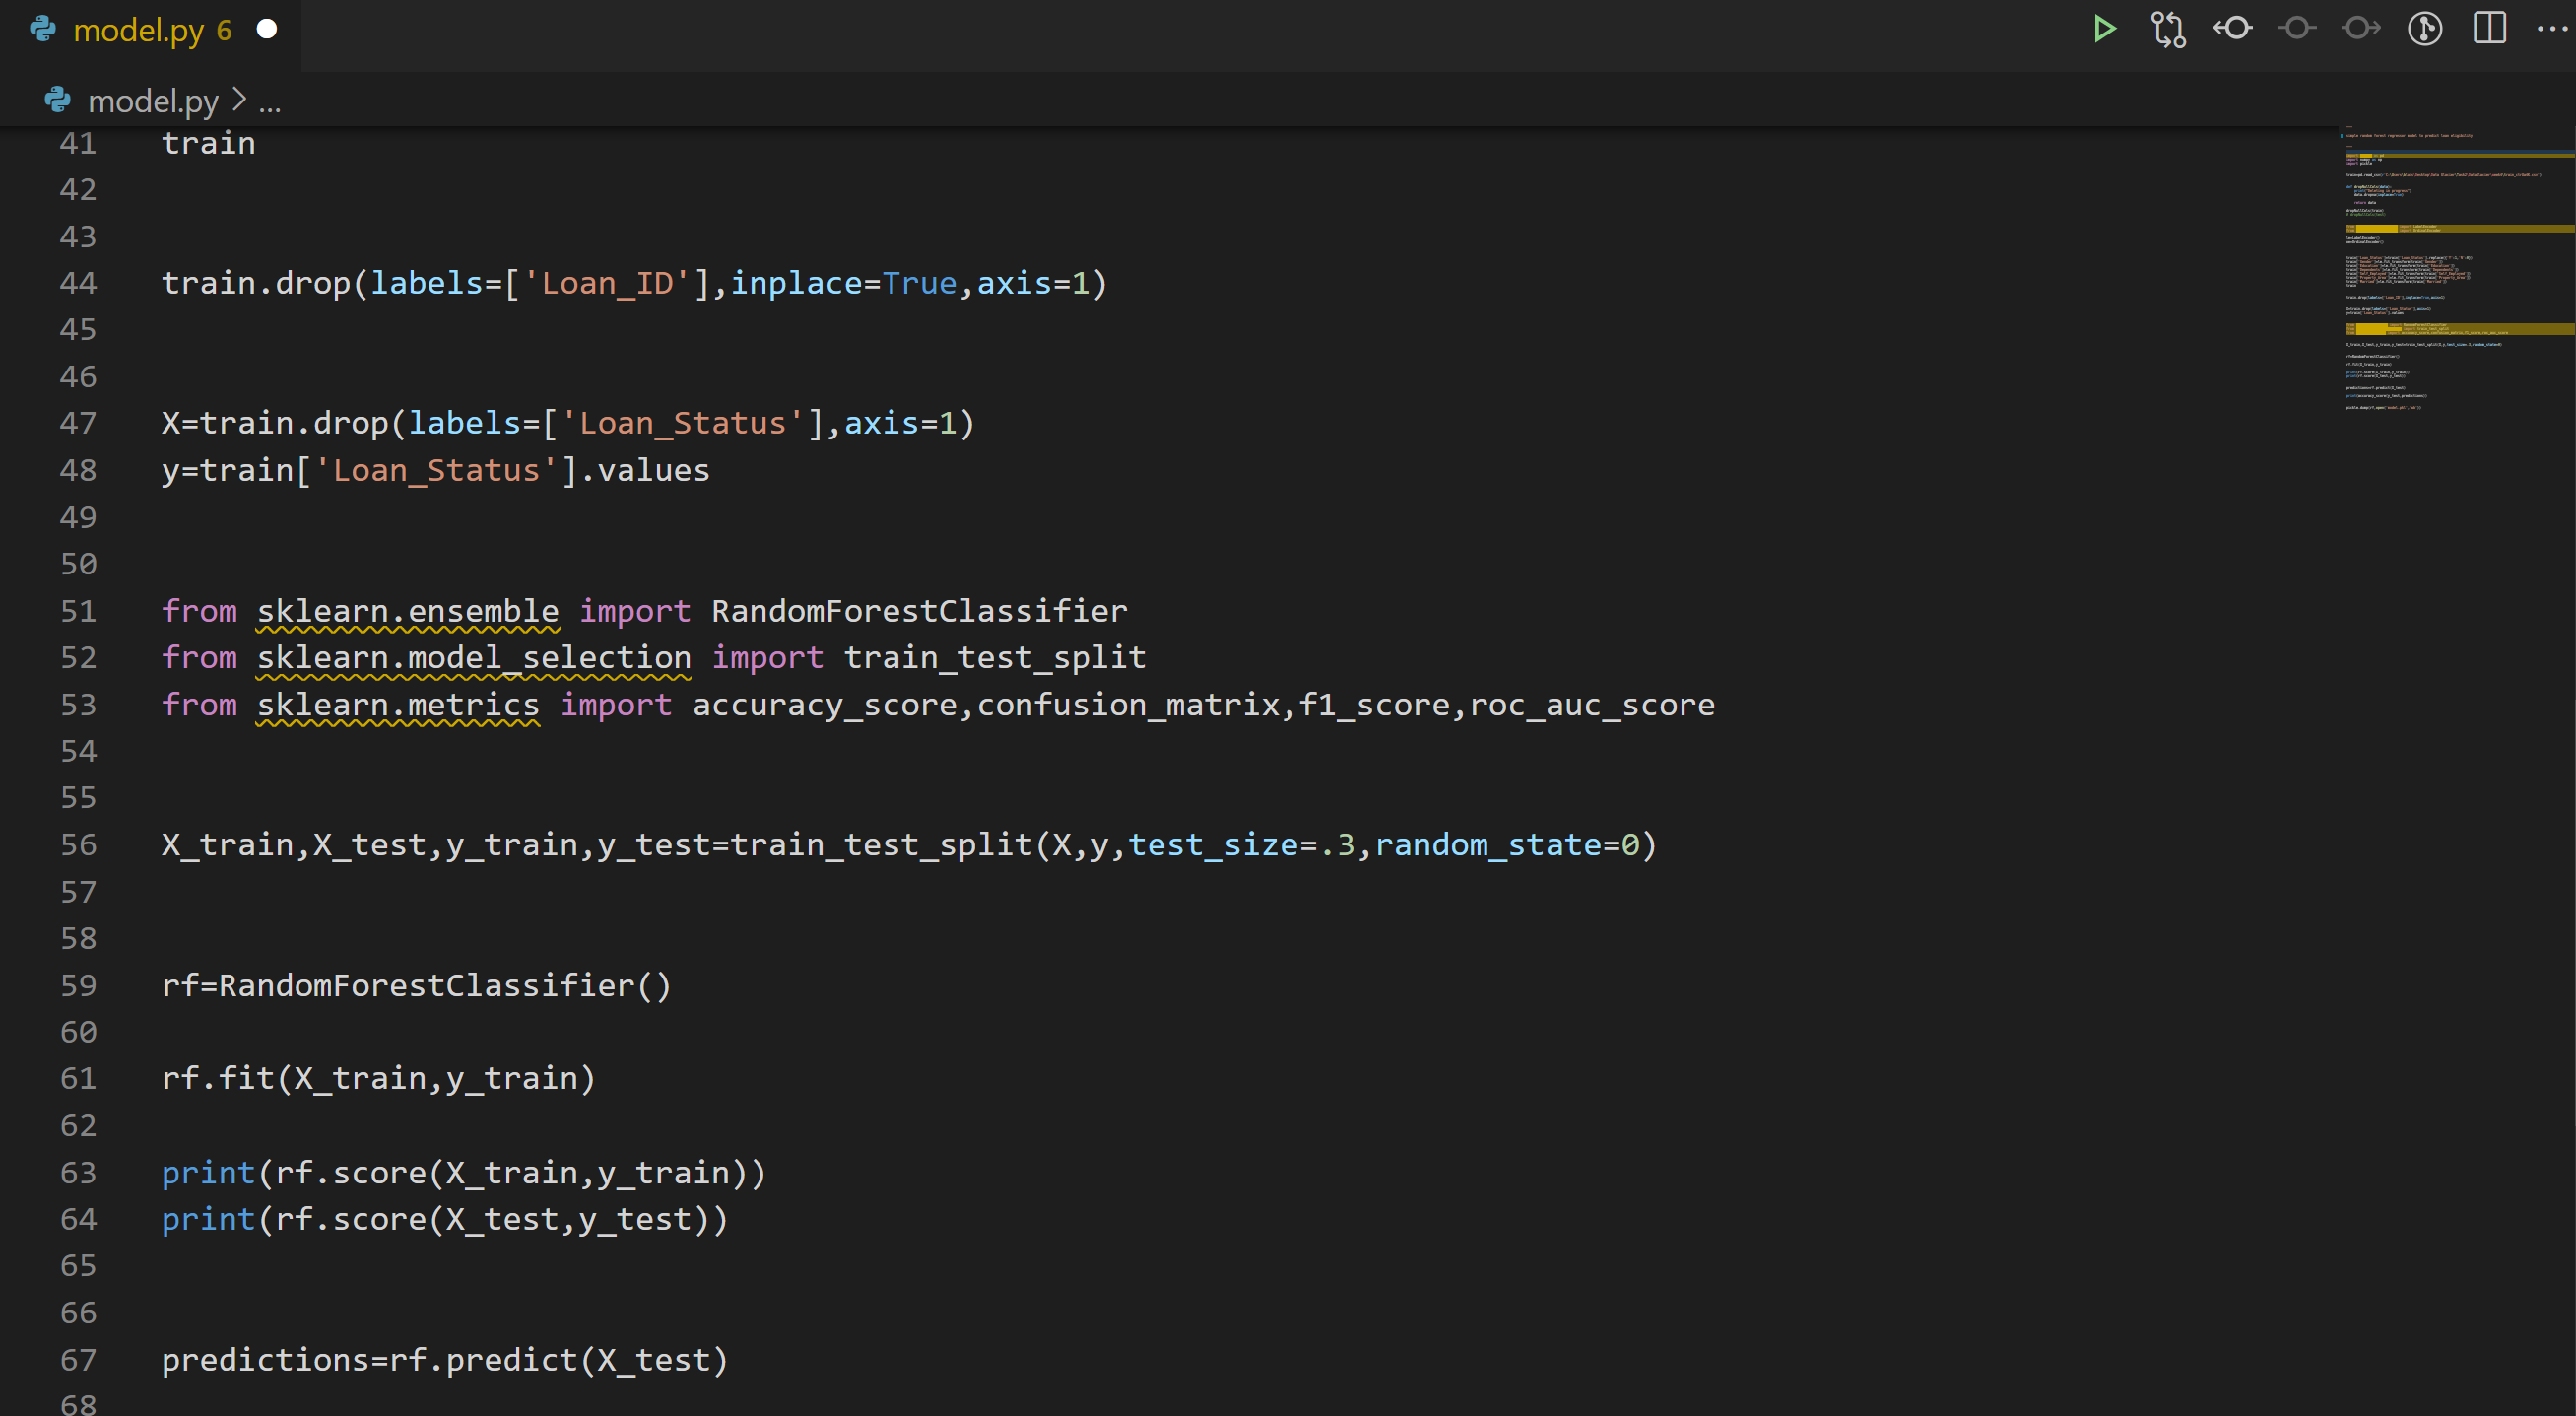 model.py 6
model.py > ...
41 train
42
43
44 train.drop(labels=['Loan_ID'],inplace=True,axis=1)
45
46
47 X=train.drop(labels=['Loan_Status'],axis=1)
48 y=train['Loan_Status'].values
49
50
51 from sklearn.ensemble import RandomForestClassifier
52 from sklearn.model_selection import train_test_split
53 from sklearn.metrics import accuracy_score,confusion_matrix,f1_score,roc_auc_score
54
55
56 X_train,X_test,y_train,y_test=train_test_split(X,y,test_size=.3,random_state=0)
57
58
59 rf=RandomForestClassifier()
60
61 rf.fit(X_train,y_train)
62
63 print(rf.score(X_train,y_train))
64 print(rf.score(X_test,y_test))
65
66
67 predictions=rf.predict(X_test)
68